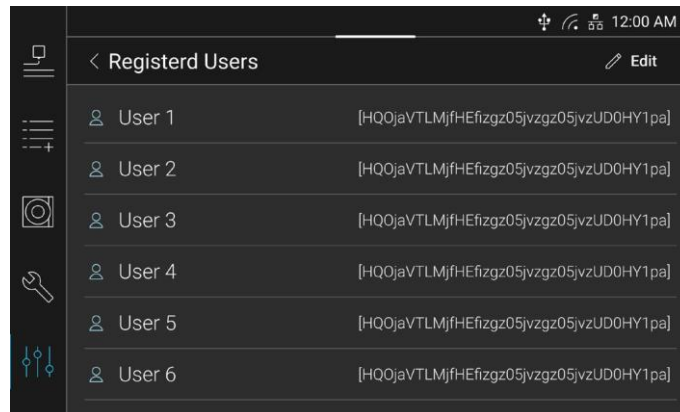 12:00 AM
Registerd Users
Edit
User 1 [HQOjaVTLMjfHEfizgz05jvzgz05jvzUD0HY1pa]
User 2 [HQOjaVTLMjfHEfizgz05jvzgz05jvzUD0HY1pa]
User 3 [HQOjaVTLMjfHEfizgz05jvzgz05jvzUD0HY1pa]
User 4 [HQOjaVTLMjfHEfizgz05jvzgz05jvzUD0HY1pa]
User 5 [HQOjaVTLMjfHEfizgz05jvzgz05jvzUD0HY1pa]
User 6 [HQOjaVTLMjfHEfizgz05jvzgz05jvzUD0HY1pa]